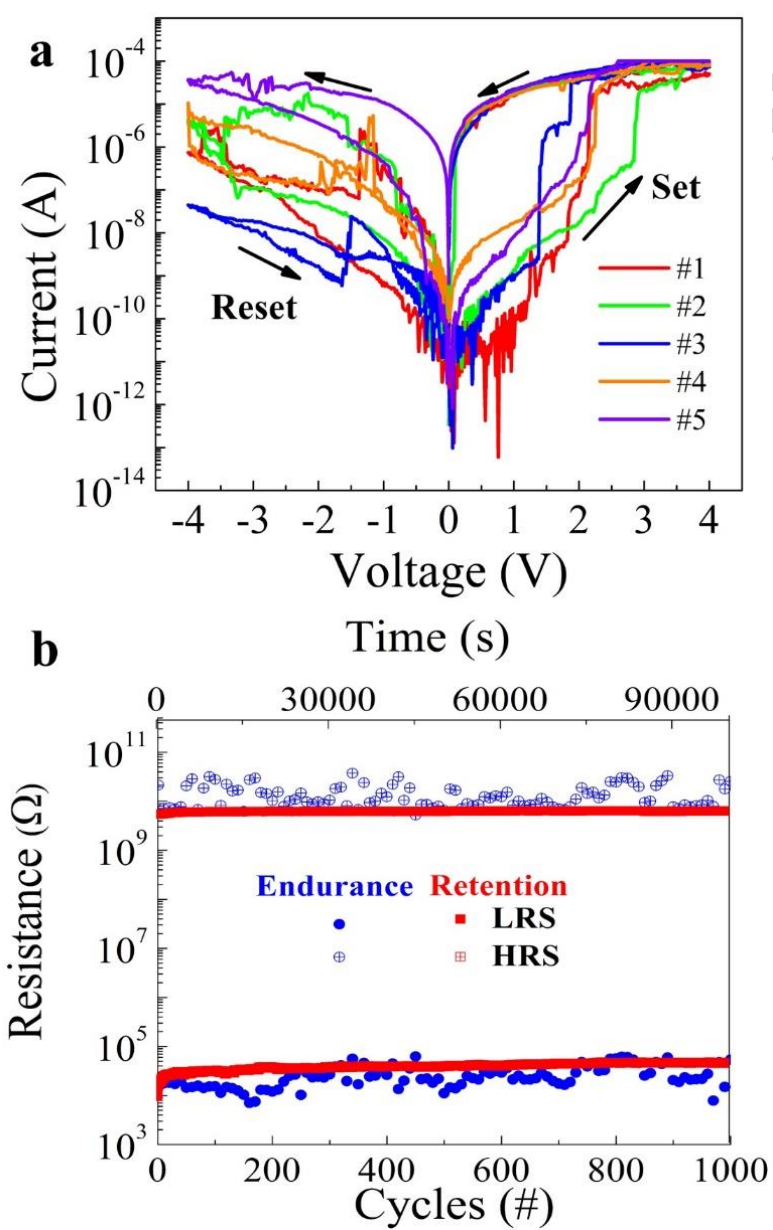 a
10⁻⁴
10⁻⁶
10⁻⁸
10⁻¹⁰
10⁻¹²
10⁻¹⁴
Current (A)
Set
Reset
#1
#2
#3
#4
#5
-4 -3 -2 -1 0 1 2 3 4
Voltage (V)
b
Time (s)
0 30000 60000 90000
10¹¹
10⁹
10⁷
10⁵
10³
Resistance (Ω)
Endurance Retention
LRS
HRS
0 200 400 600 800 1000
Cycles (#)